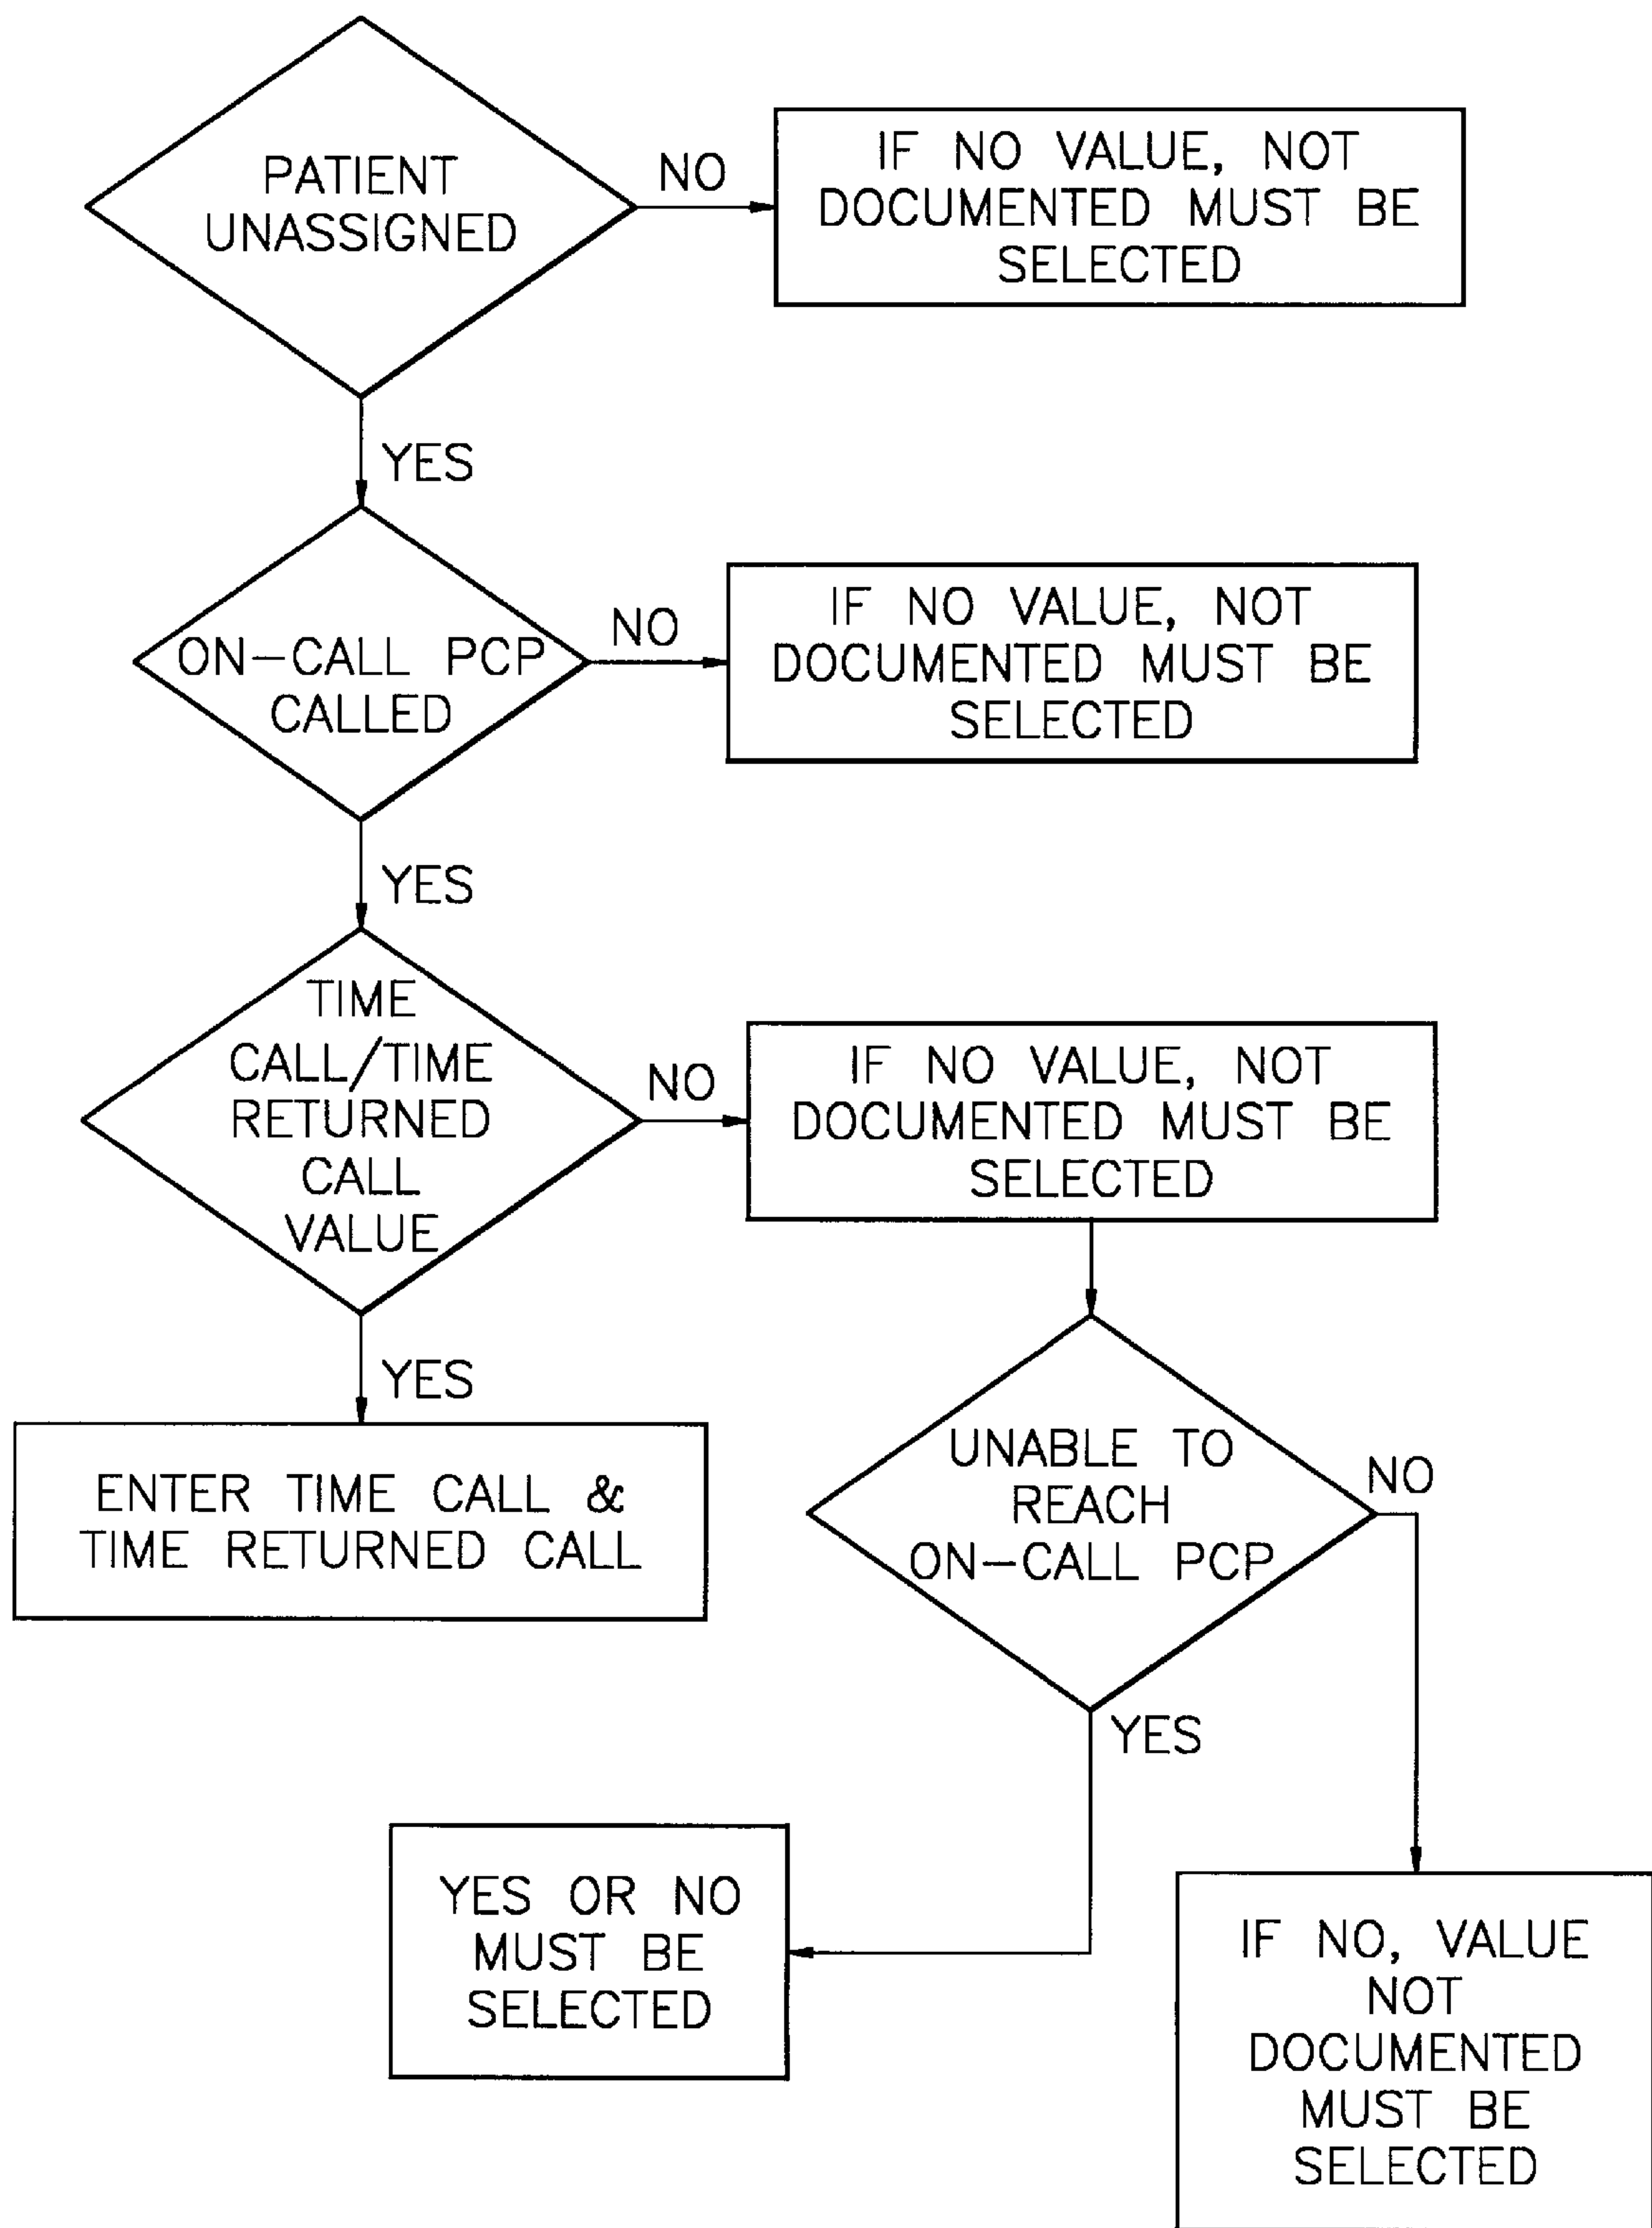 PATIENT
UNASSIGNED
NO
IF NO VALUE, NOT
DOCUMENTED MUST BE
SELECTED
YES
ON-CALL PCP
CALLED
NO
IF NO VALUE, NOT
DOCUMENTED MUST BE
SELECTED
YES
TIME
CALL/TIME
RETURNED
CALL
VALUE
NO
IF NO VALUE, NOT
DOCUMENTED MUST BE
SELECTED
YES
ENTER TIME CALL &
TIME RETURNED CALL
UNABLE TO
REACH
ON-CALL PCP
NO
YES
YES OR NO
MUST BE
SELECTED
IF NO, VALUE
NOT
DOCUMENTED
MUST BE
SELECTED